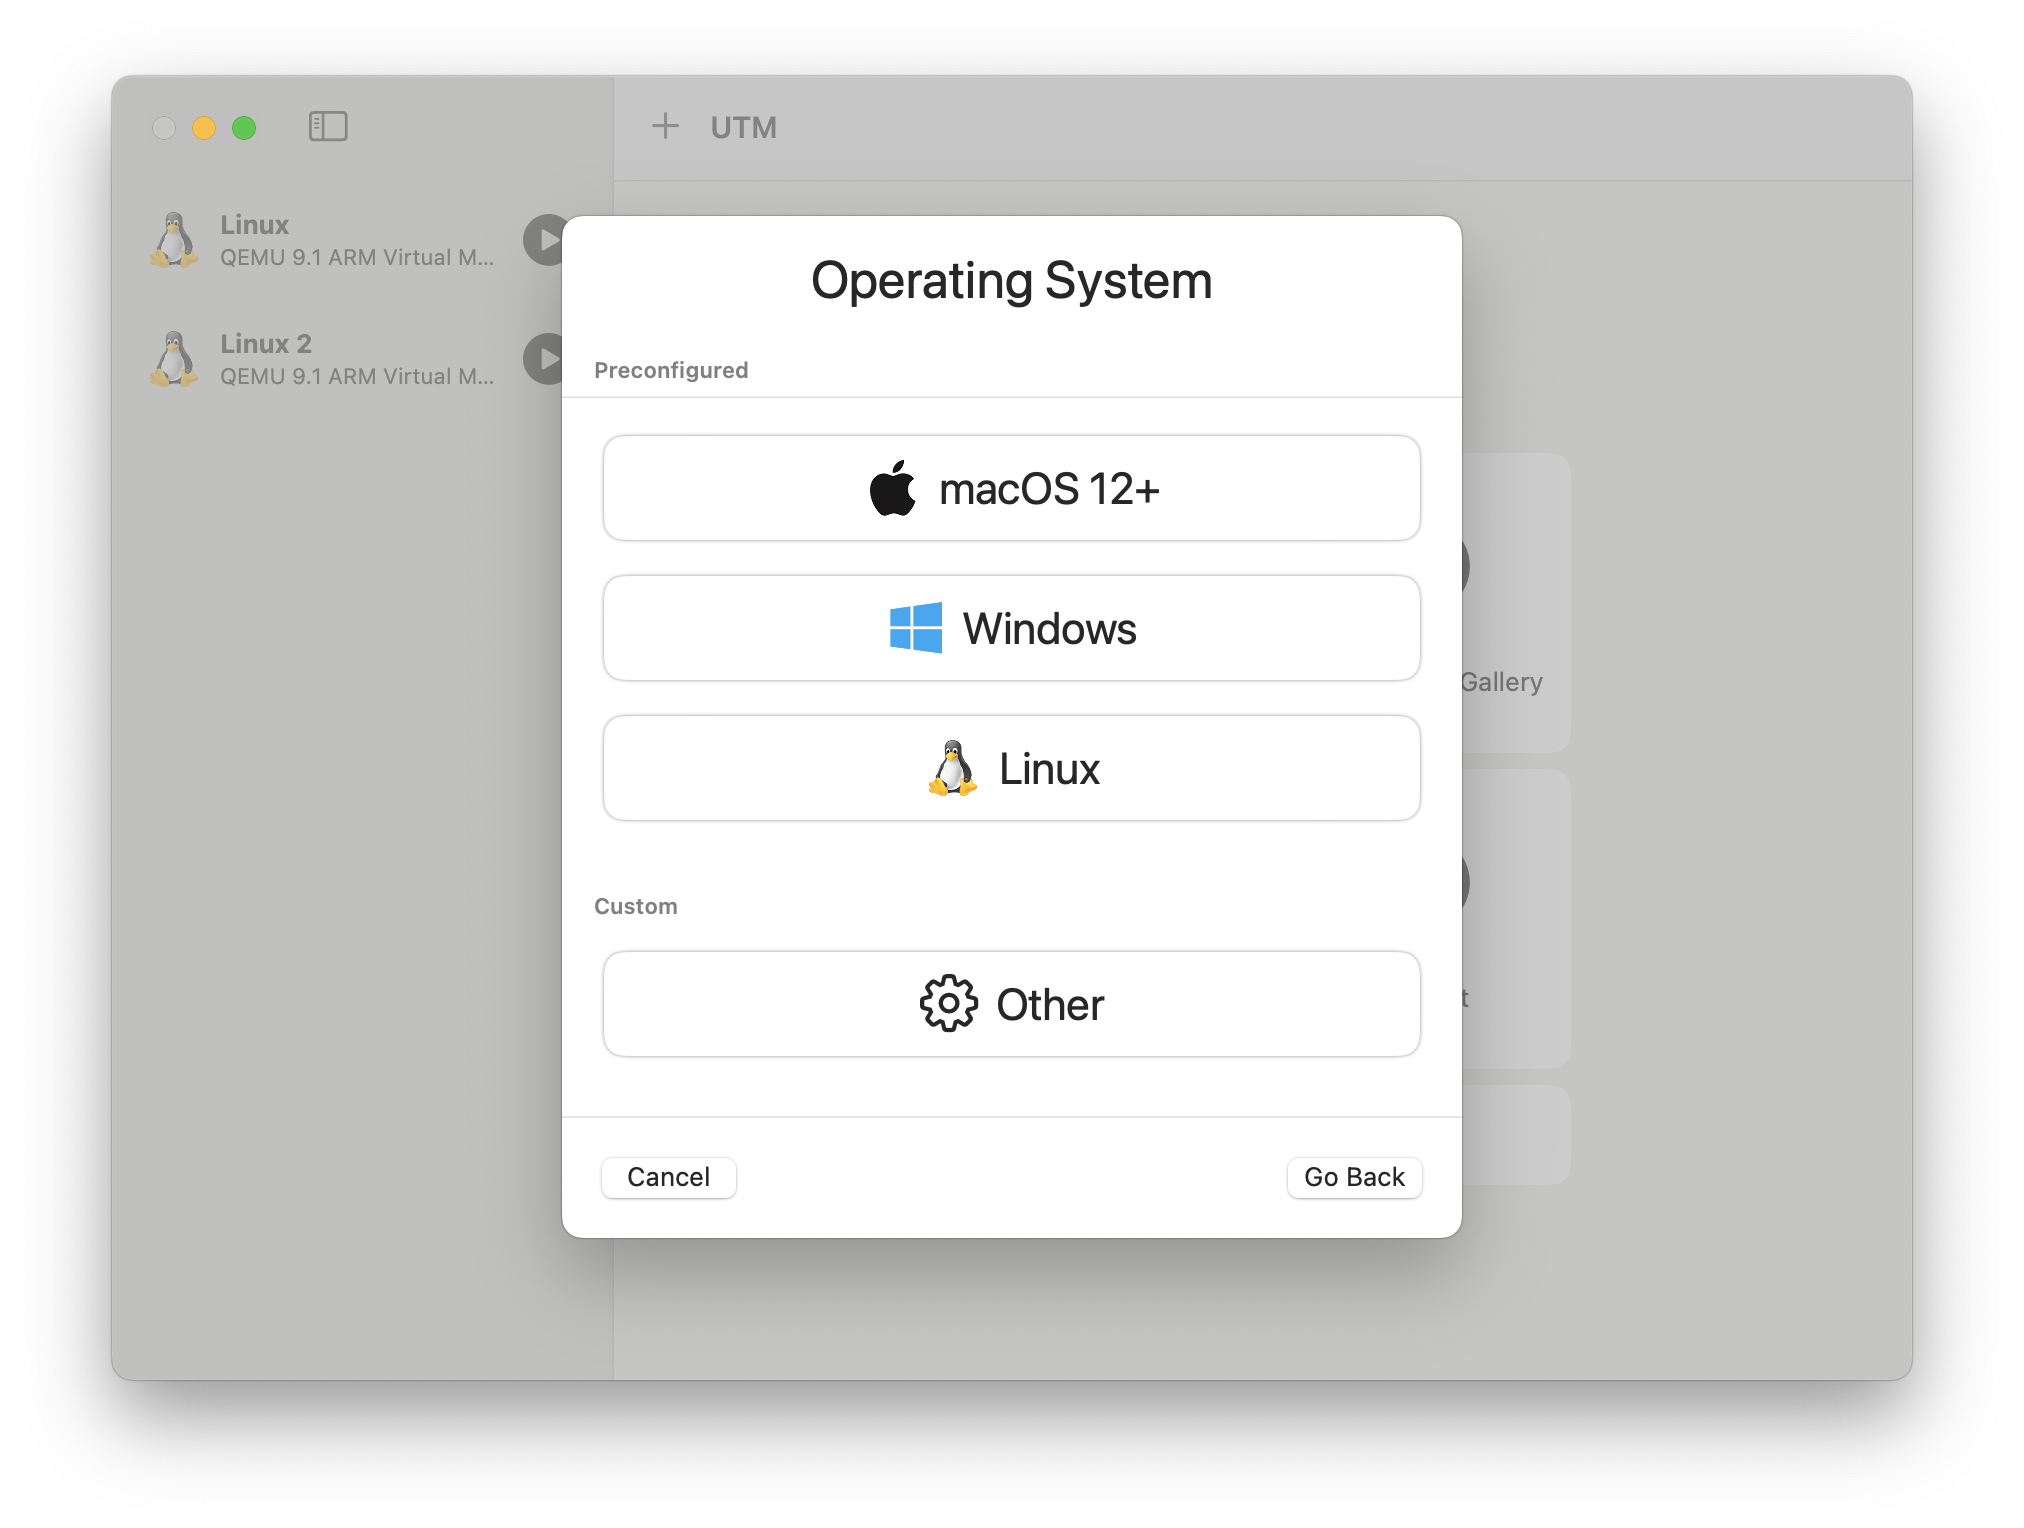 UTM
Linux
QEMU 9.1 ARM Virtual M...
Linux 2
QEMU 9.1 ARM Virtual M...
Operating System
Preconfigured
macOS 12+
Windows
Linux
Custom
Other
Cancel
Go Back
Gallery